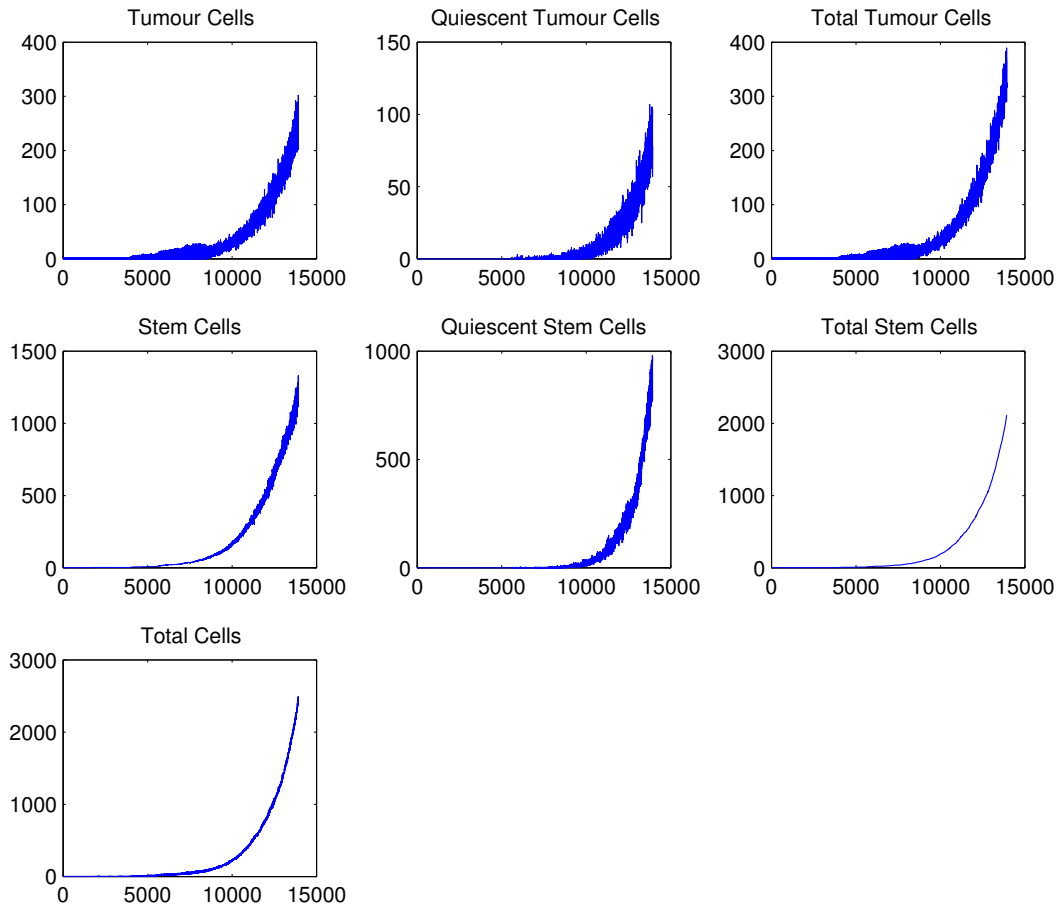 Tumour Cells
400
300
200
100
0
0 5000 10000 15000
Quiescent Tumour Cells
150
100
50
0
0 5000 10000 15000
Total Tumour Cells
400
300
200
100
0
0 5000 10000 15000
Stem Cells
1500
1000
500
0
0 5000 10000 15000
Quiescent Stem Cells
1000
500
0
0 5000 10000 15000
Total Stem Cells
3000
2000
1000
0
0 5000 10000 15000
Total Cells
3000
2000
1000
0
0 5000 10000 15000